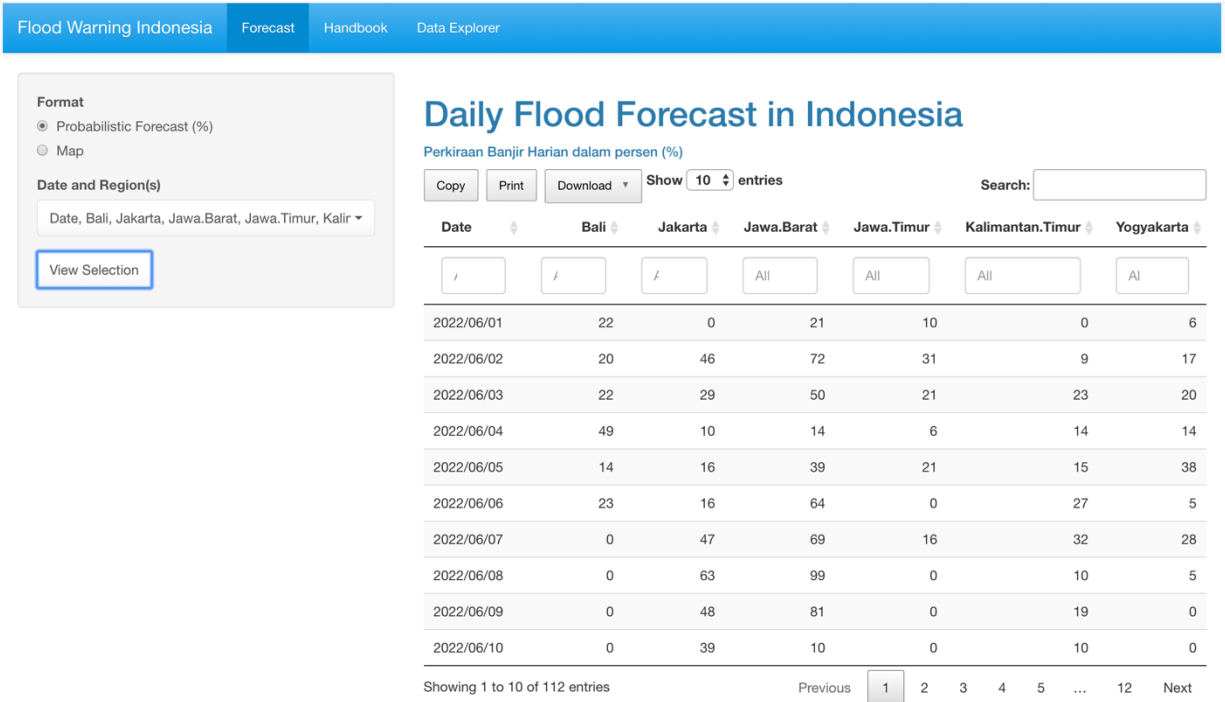 Flood Warning Indonesia Forecast Handbook Data Explorer
Format
Probabilistic Forecast (%)
Map
Date and Region(s)
Date, Bali, Jakarta, Jawa.Barat, Jawa.Timur, Kalir
View Selection
Daily Flood Forecast in Indonesia
Perkiraan Banjir Harian dalam persen (%)
Copy Print Download Show 10 entries Search:
Date Bali Jakarta Jawa.Barat Jawa.Timur Kalimantan.Timur Yogyakarta
All All All Al
2022/06/01 22 0 21 10 0 6
2022/06/02 20 46 72 31 9 17
2022/06/03 22 29 50 21 23 20
2022/06/04 49 10 14 6 14 14
2022/06/05 14 16 39 21 15 38
2022/06/06 23 16 64 0 27 5
2022/06/07 0 47 69 16 32 28
2022/06/08 0 63 99 0 10 5
2022/06/09 0 48 81 0 19 0
2022/06/10 0 39 10 0 10 0
Showing 1 to 10 of 112 entries Previous 1 2 3 4 5 … 12 Next